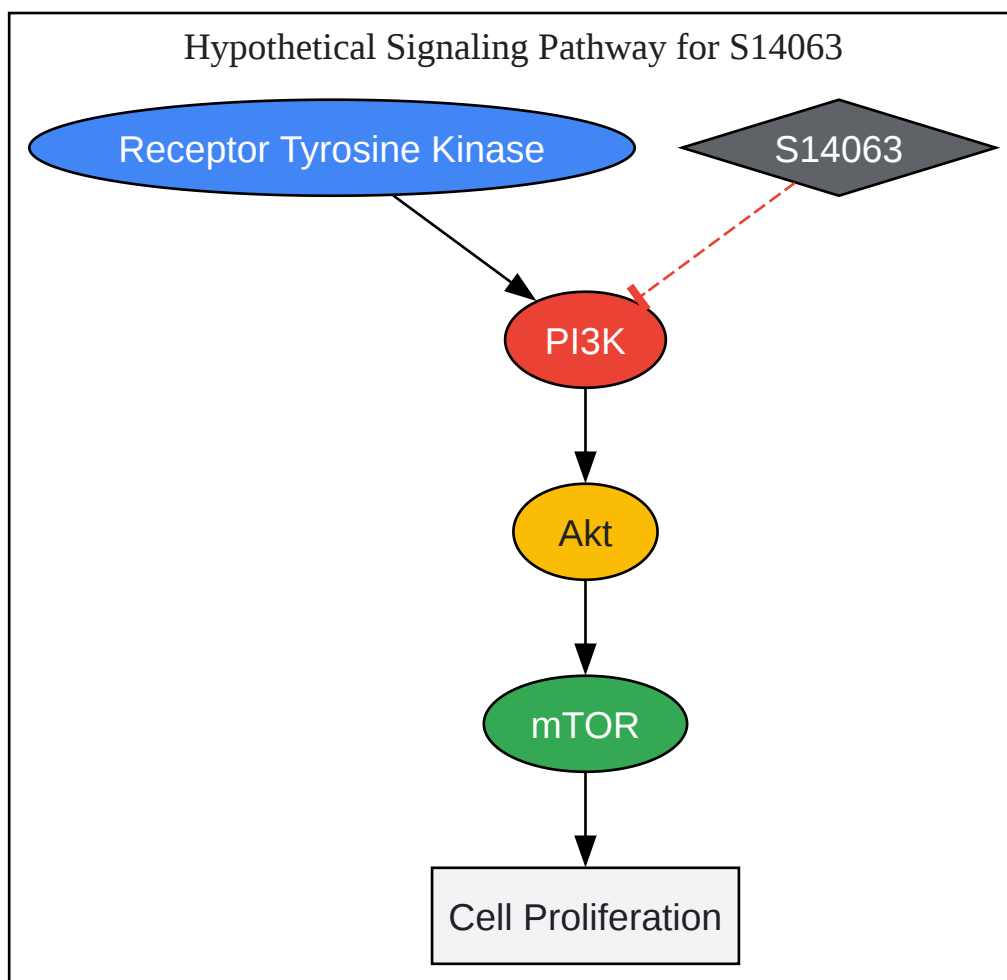 Hypothetical Signaling Pathway for S14063
Receptor Tyrosine Kinase
S14063
PI3K
Akt
mTOR
Cell Proliferation